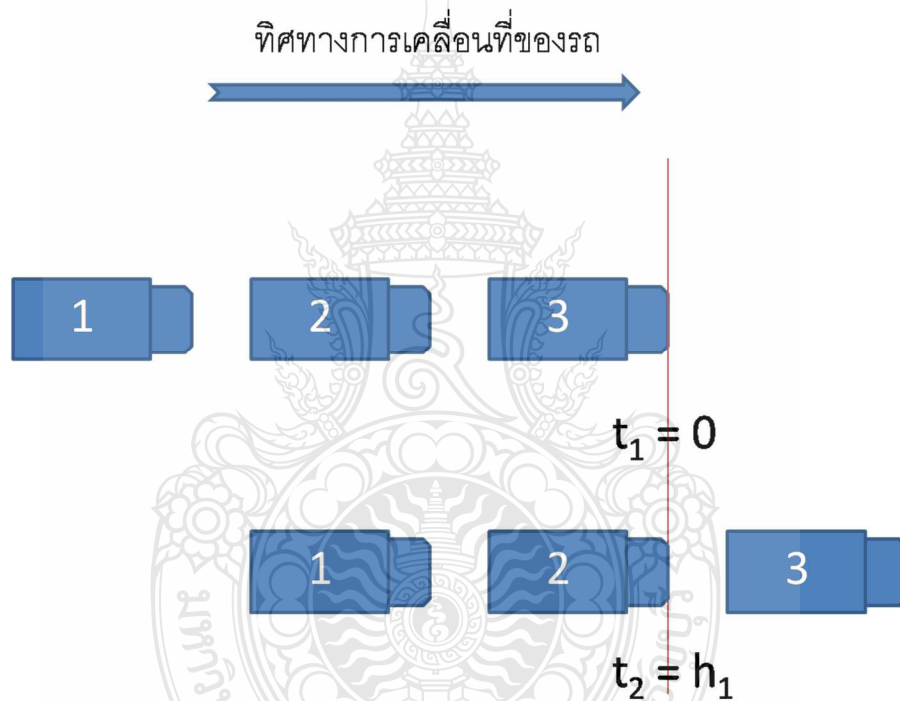 ทิศทางการเคลื่อนที่ของรถ
1 2 3
t₁ = 0
1 2 3
t₂ = h₁